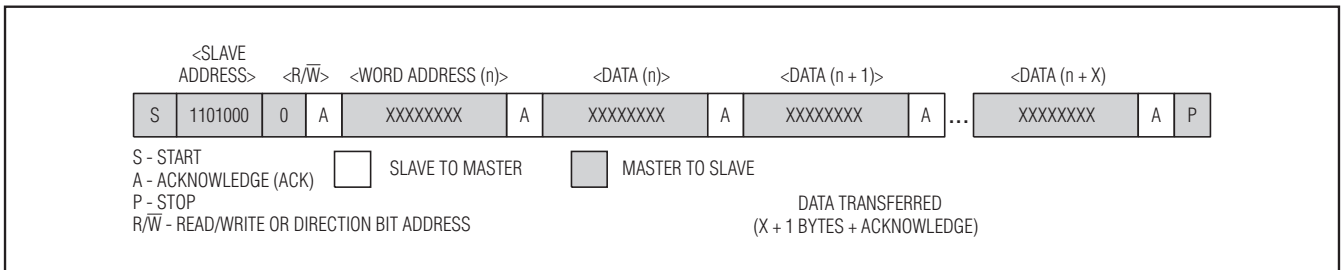 <SLAVE
ADDRESS> <R/W̅> <WORD ADDRESS (n)> <DATA (n)> <DATA (n + 1)> <DATA (n + X)
S 1101000 0 A XXXXXXXX A XXXXXXXX A XXXXXXXX A ... XXXXXXXX A P
S - START
A - ACKNOWLEDGE (ACK)
P - STOP
R/W̅ - READ/WRITE OR DIRECTION BIT ADDRESS
SLAVE TO MASTER
MASTER TO SLAVE
DATA TRANSFERRED
(X + 1 BYTES + ACKNOWLEDGE)